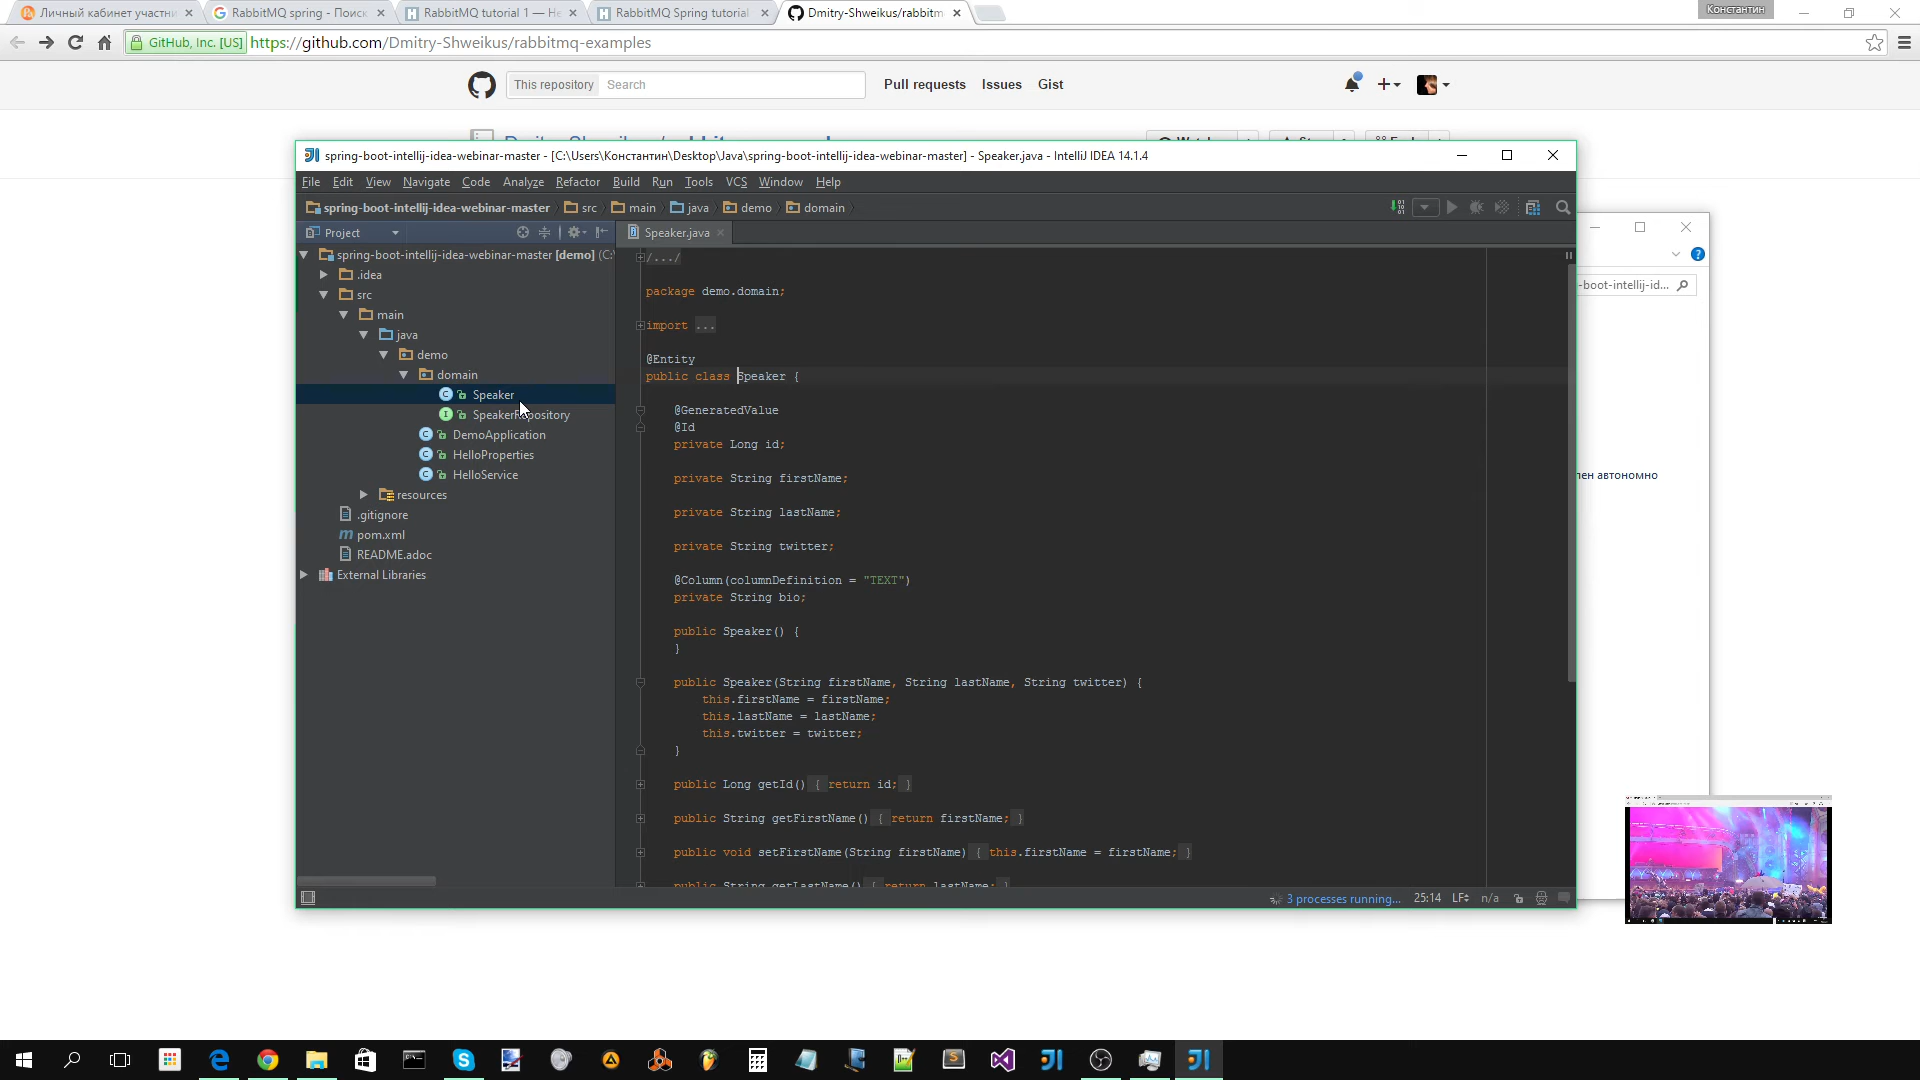 Личный кабинет участни
RabbitMQ spring - Поиск
RabbitMQ tutorial 1 — He
RabbitMQ Spring tutorial
Dmitry-Shweikus/rabbitm
Константин
GitHub, Inc. [US]
https://github.com/Dmitry-Shweikus/rabbitmq-examples
This repository
Search
Pull requests
Issues
Gist
spring-boot-intellij-idea-webinar-master - [C:\Users\Константин\Desktop\Java\spring-boot-intellij-idea-webinar-master] - Speaker.java - IntelliJ IDEA 14.1.4
File Edit View Navigate Code Analyze Refactor Build Run Tools VCS Window Help
spring-boot-intellij-idea-webinar-master src main java demo domain
Project
Speaker.java
spring-boot-intellij-idea-webinar-master [demo] (C:
.idea
src
main
java
demo
domain
Speaker
SpeakerRepository
DemoApplication
HelloProperties
HelloService
resources
.gitignore
pom.xml
README.adoc
External Libraries
/.../
package demo.domain;
import ...
@Entity
public class Speaker {
@GeneratedValue
@Id
private Long id;
private String firstName;
private String lastName;
private String twitter;
@Column(columnDefinition = "TEXT")
private String bio;
public Speaker() {
}
public Speaker(String firstName, String lastName, String twitter) {
this.firstName = firstName;
this.lastName = lastName;
this.twitter = twitter;
}
public Long getId() { return id; }
public String getFirstName() { return firstName; }
public void setFirstName(String firstName) { this.firstName = firstName; }
public String getLastName() { return lastName; }
3 processes running...
25:14 LF÷ n/a
-boot-intellij-id...
лен автономно